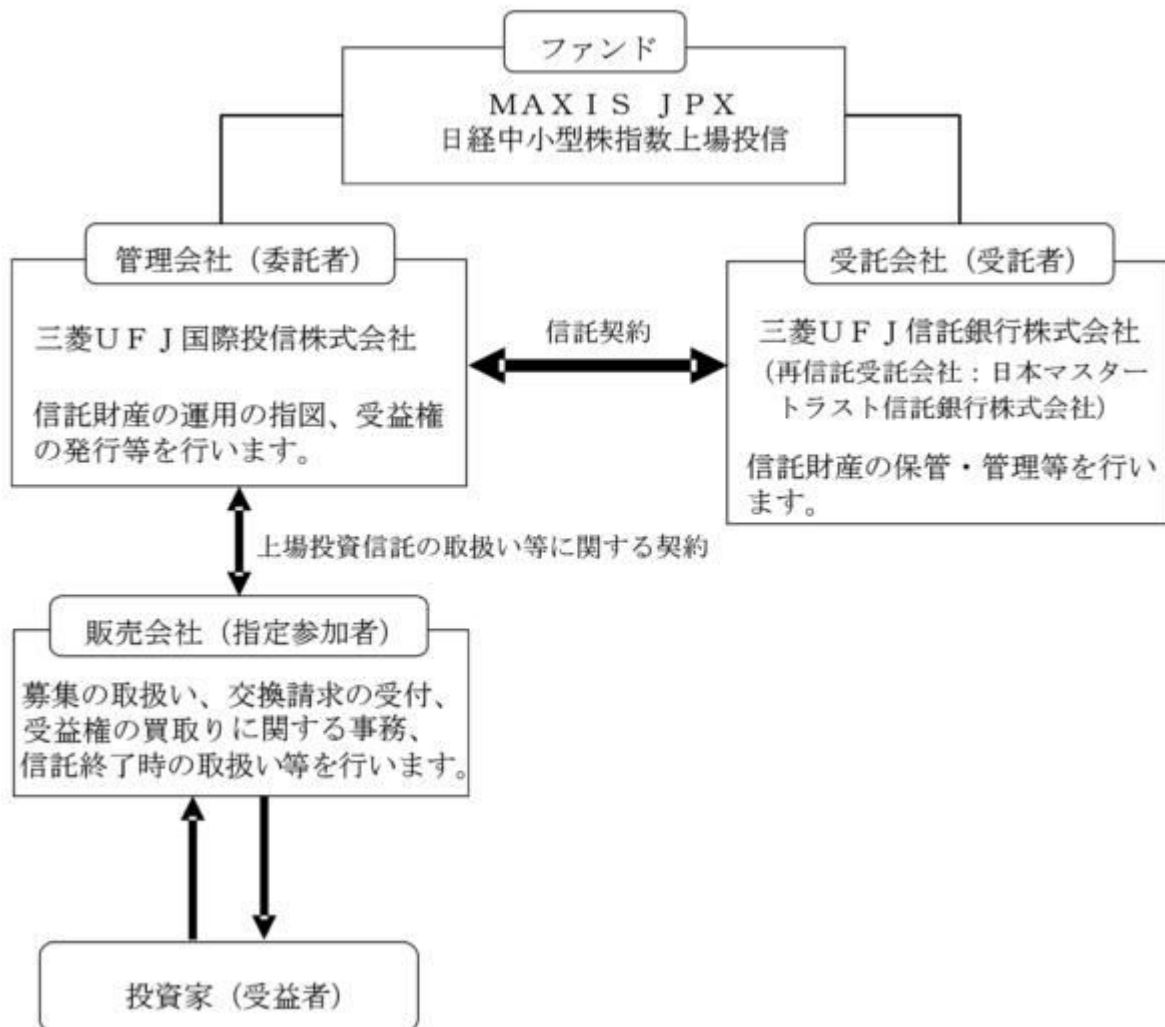 ファンド
ＭＡＸＩＳ ＪＰＸ
日経中小型株指数上場投信
管理会社（委託者）
三菱ＵＦＪ国際投信株式会社
信託財産の運用の指図、受益権
の発行等を行います。
信託契約
受託会社（受託者）
三菱ＵＦＪ信託銀行株式会社
（再信託受託会社：日本マスター
トラスト信託銀行株式会社）
信託財産の保管・管理等を行い
ます。
上場投資信託の取扱い等に関する契約
販売会社（指定参加者）
募集の取扱い、交換請求の受付、
受益権の買取りに関する事務、
信託終了時の取扱い等を行います。
投資家（受益者）